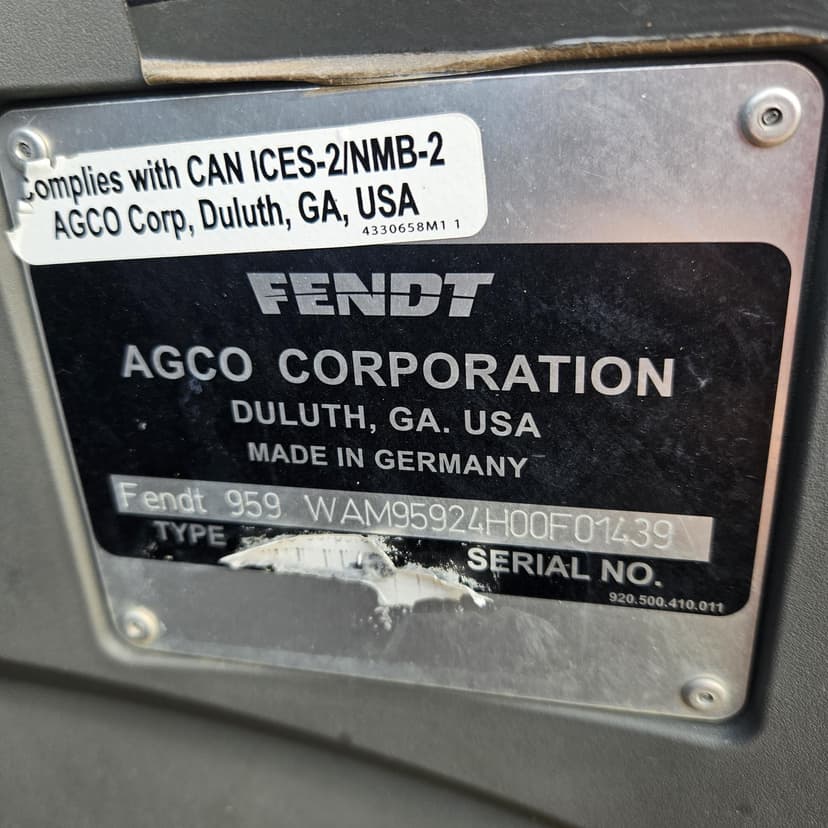 Complies with CAN ICES-2/NMB-2
AGCO Corp, Duluth, GA, USA
4330658M1 1
FENDT
AGCO CORPORATION
DULUTH, GA. USA
MADE IN GERMANY
Fendt 959 WAM95924H00F01439
TYPE SERIAL NO.
920.500.410.011